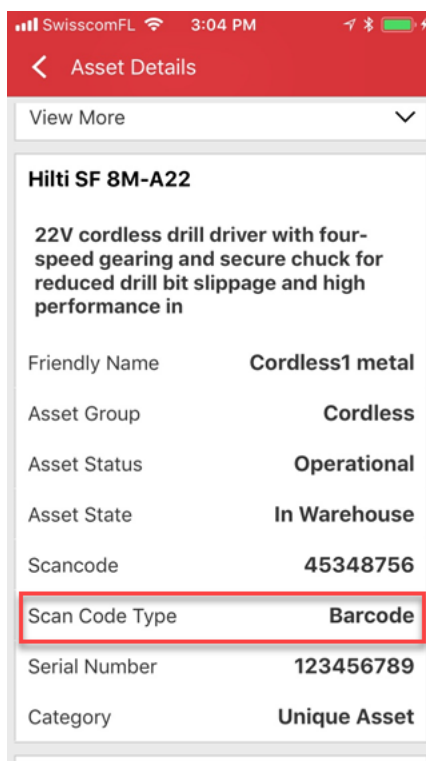 SwisscomFL 3:04 PM
Asset Details
View More
Hilti SF 8M-A22
22V cordless drill driver with four-
speed gearing and secure chuck for
reduced drill bit slippage and high
performance in
Friendly Name Cordless1 metal
Asset Group Cordless
Asset Status Operational
Asset State In Warehouse
Scancode 45348756
Scan Code Type Barcode
Serial Number 123456789
Category Unique Asset